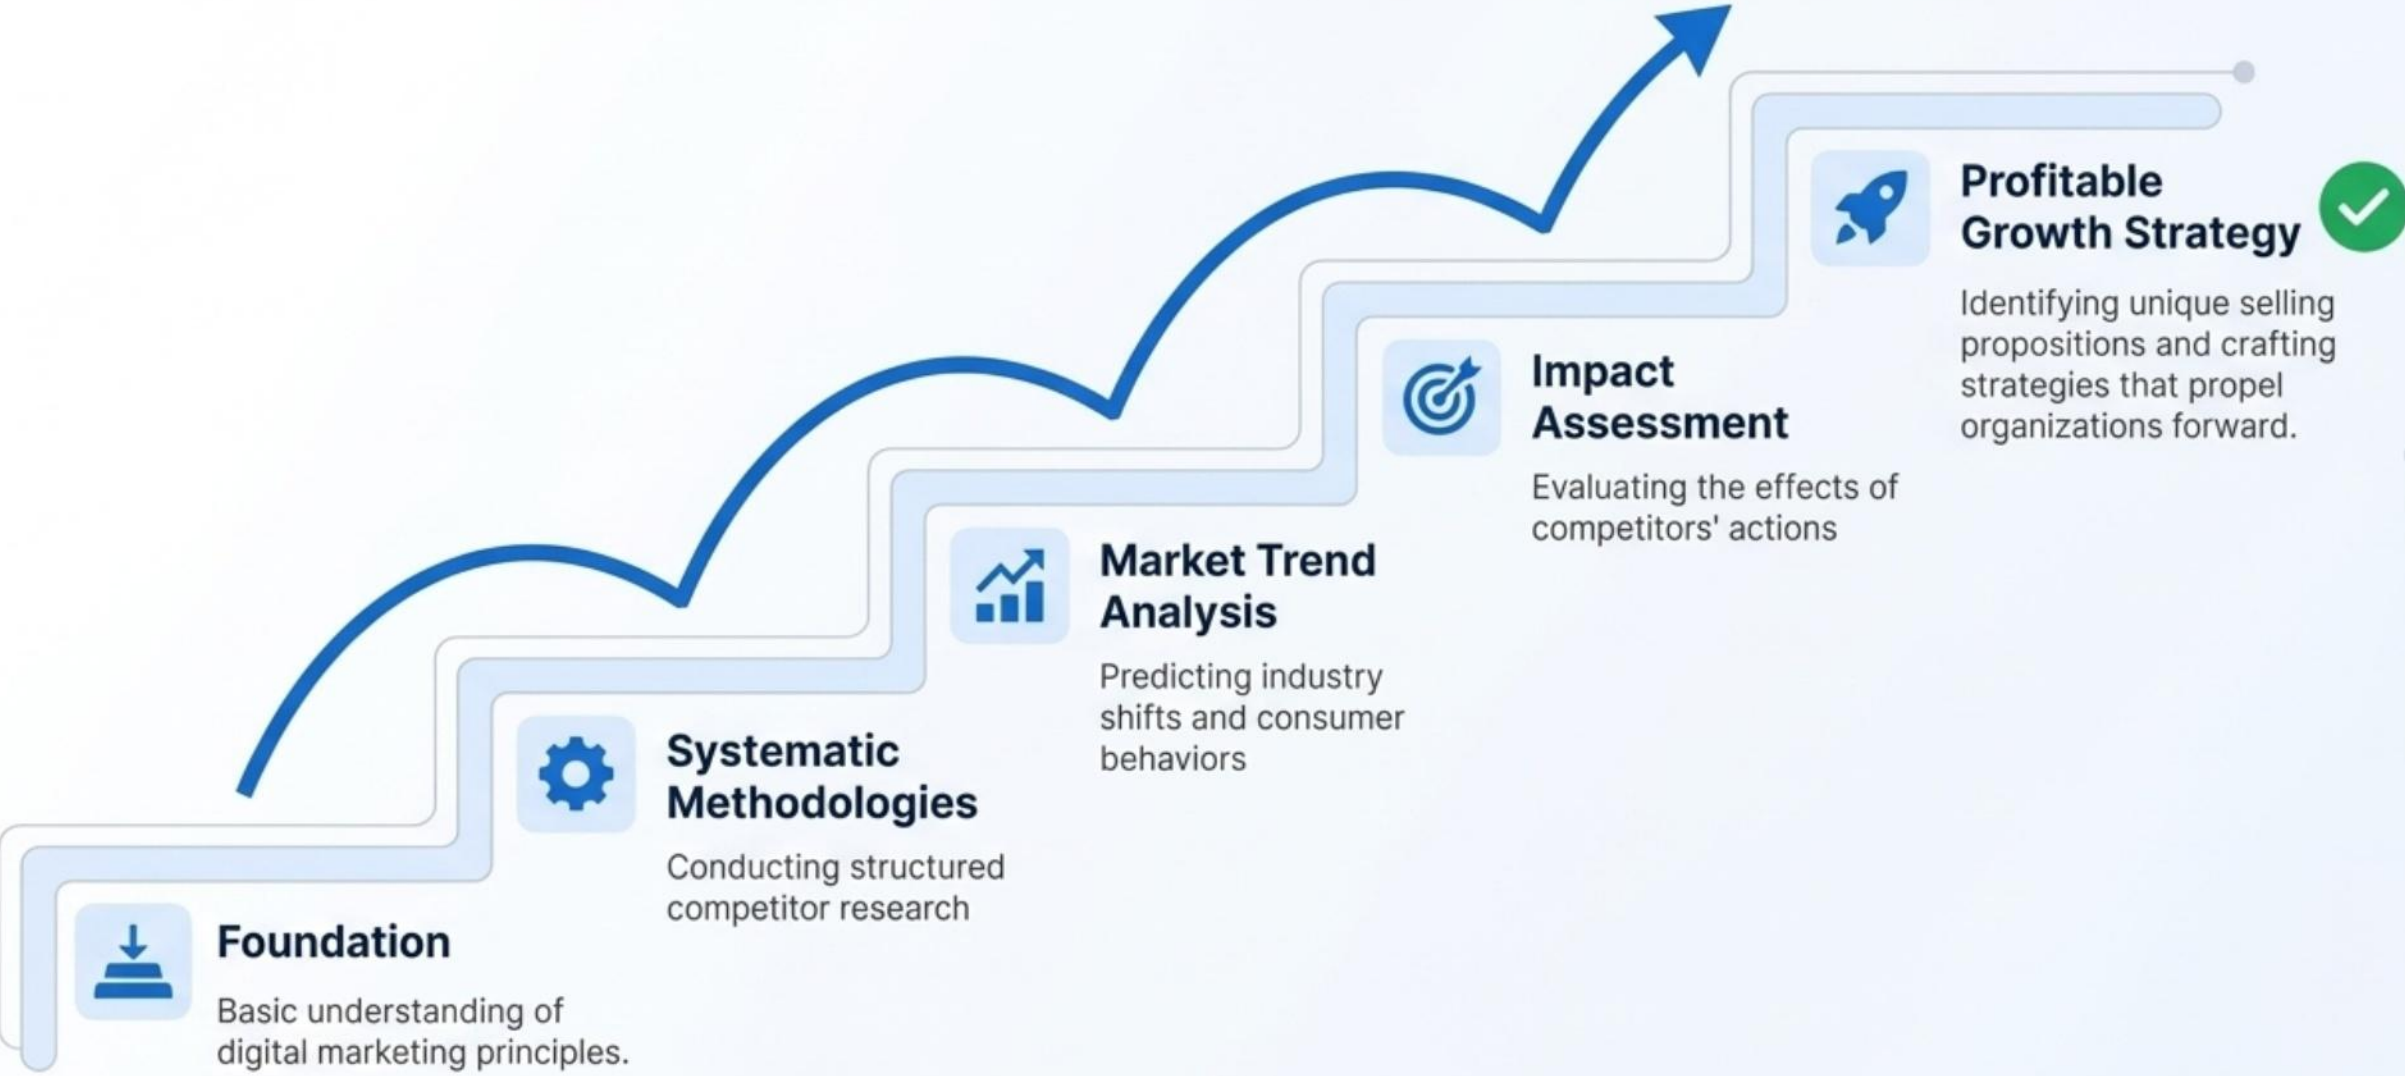 Profitable
Growth Strategy
Identifying unique selling
propositions and crafting
strategies that propel
organizations forward.
Impact
Assessment
Evaluating the effects of
competitors' actions
Market Trend
Analysis
Predicting industry
shifts and consumer
behaviors
Systematic
Methodologies
Conducting structured
competitor research
Foundation
Basic understanding of
digital marketing principles.